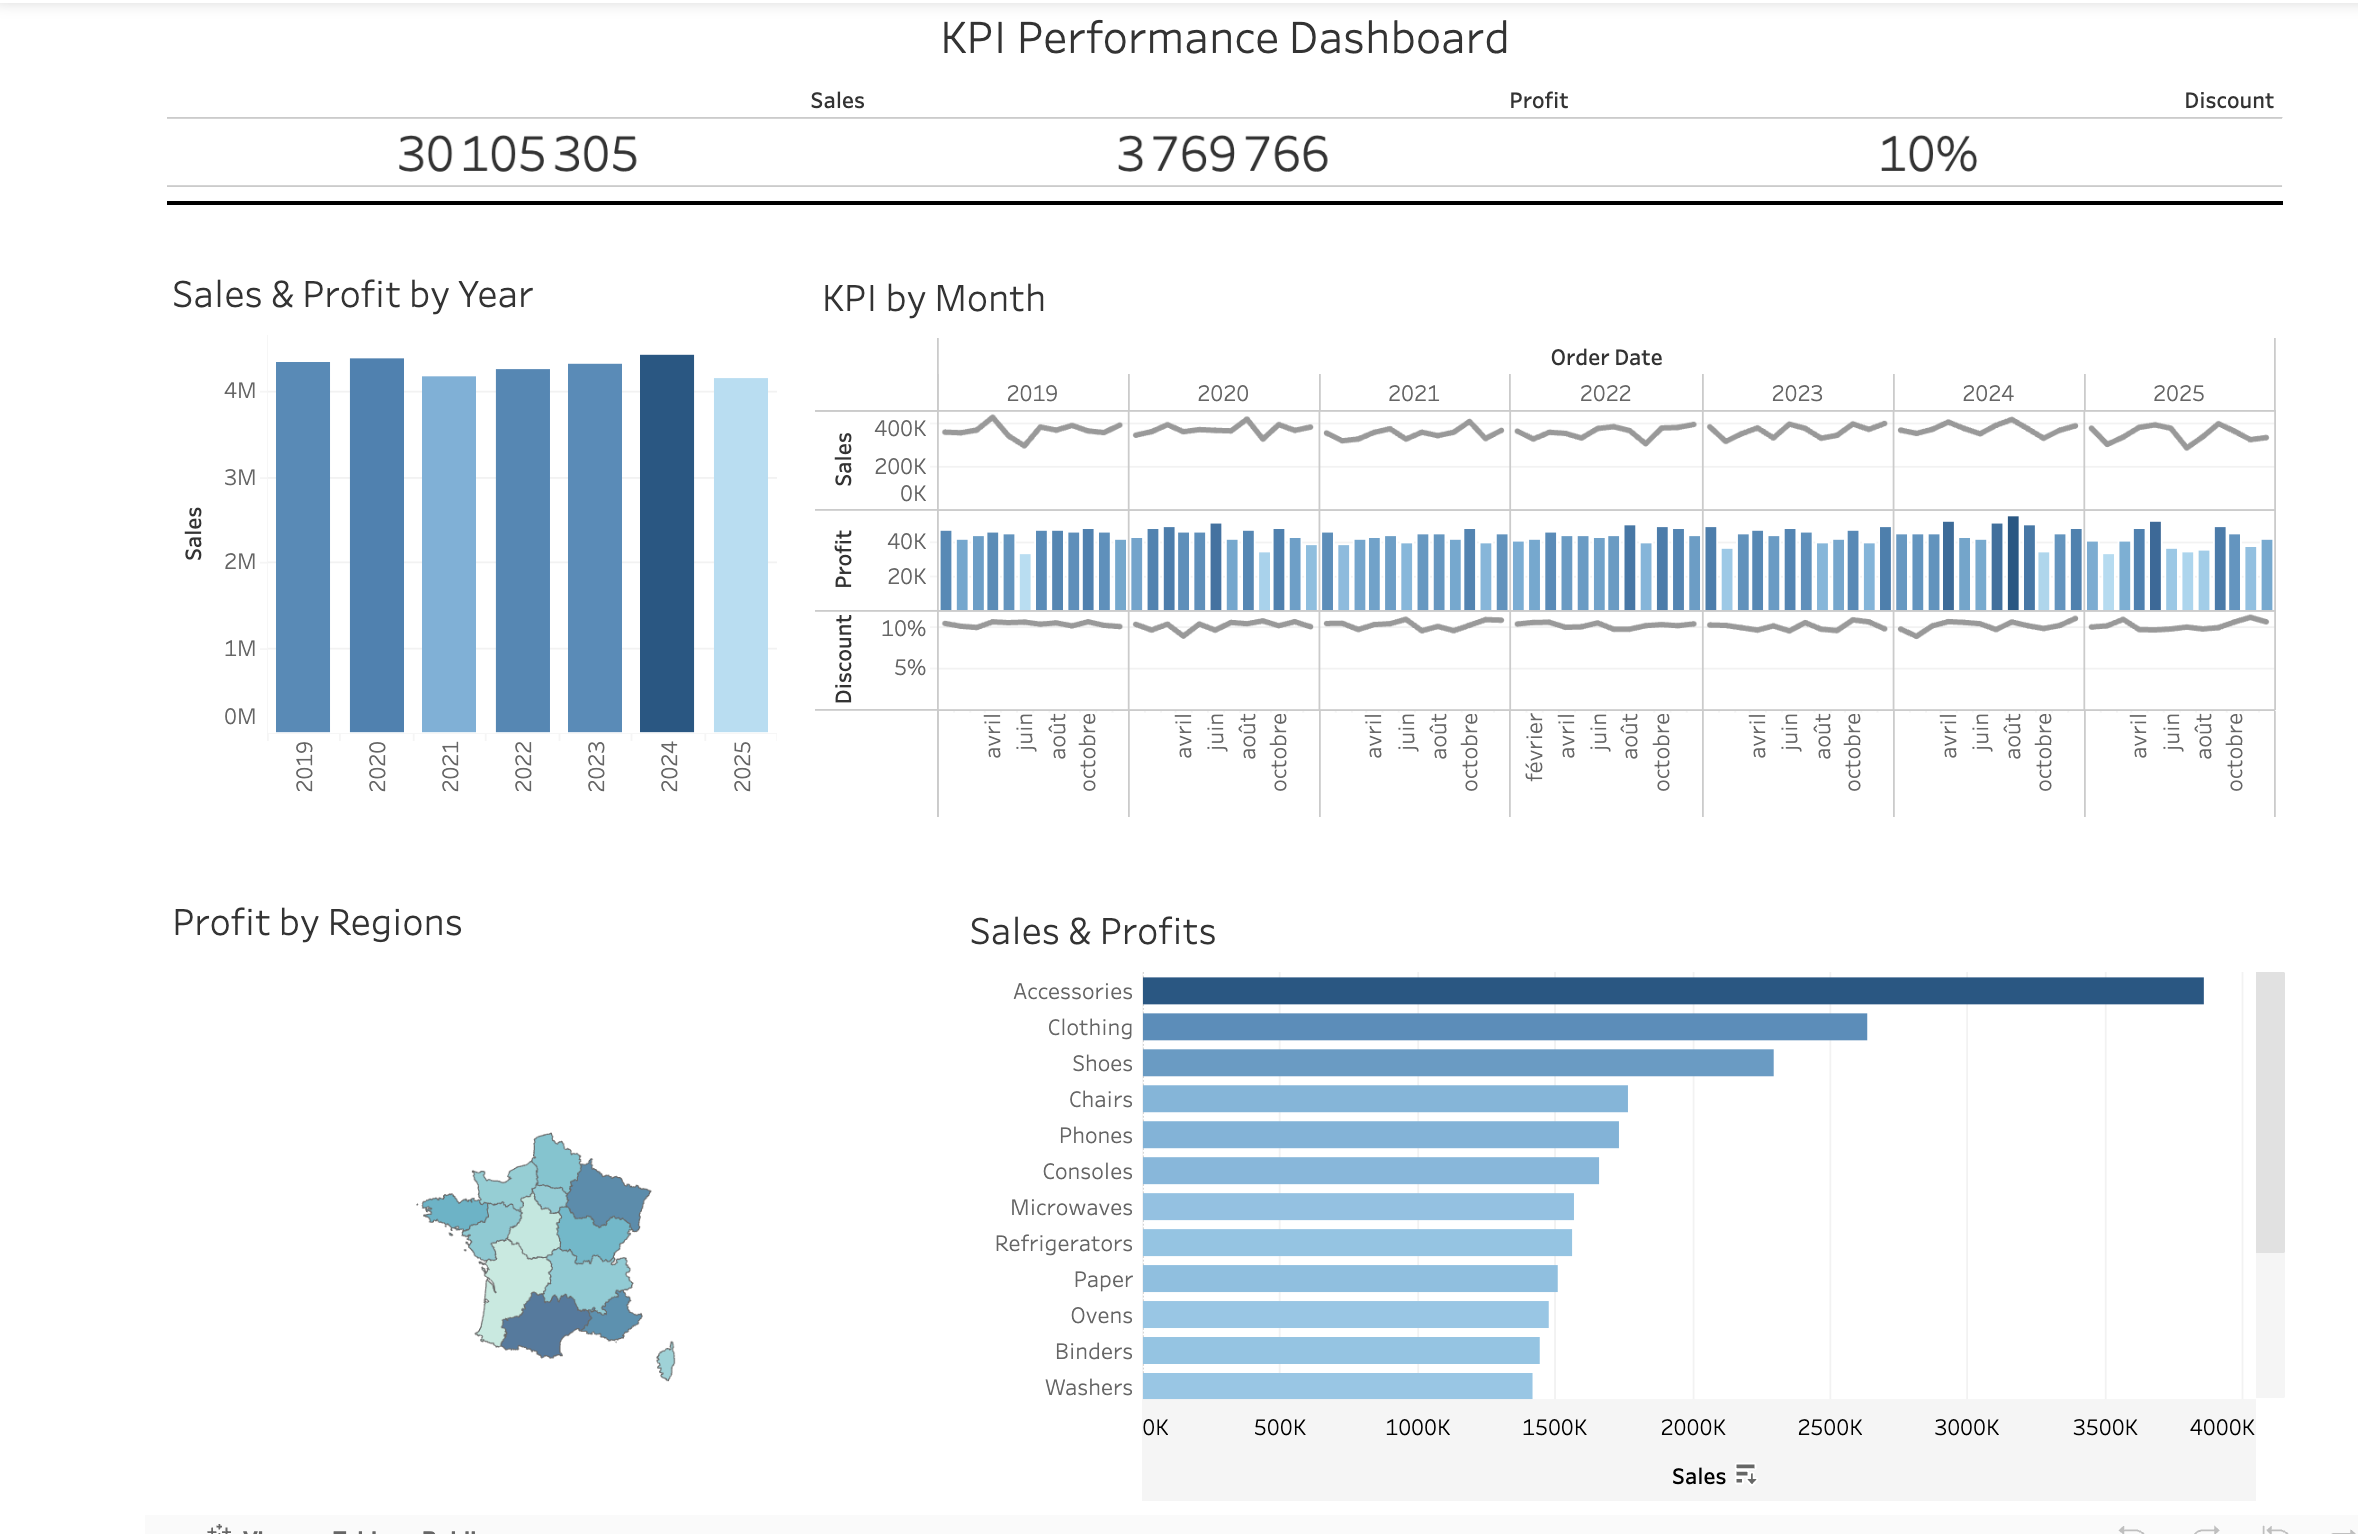 KPI Performance Dashboard
Sales Profit Discount
30 105 305 3 769 766 10%
Sales & Profit by Year
4M
3M
2M
1M
0M
Sales
2019 2020 2021 2022 2023 2024 2025
KPI by Month
Order Date
2019 2020 2021 2022 2023 2024 2025
Sales
400K
200K
0K
Profit
40K
20K
Discount
10%
5%
avril juin août octobre avril juin août octobre avril juin août octobre février avril juin août octobre avril juin août octobre avril juin août octobre avril juin août octobre
Profit by Regions
Sales & Profits
Accessories
Clothing
Shoes
Chairs
Phones
Consoles
Microwaves
Refrigerators
Paper
Ovens
Binders
Washers
0K 500K 1000K 1500K 2000K 2500K 3000K 3500K 4000K
Sales